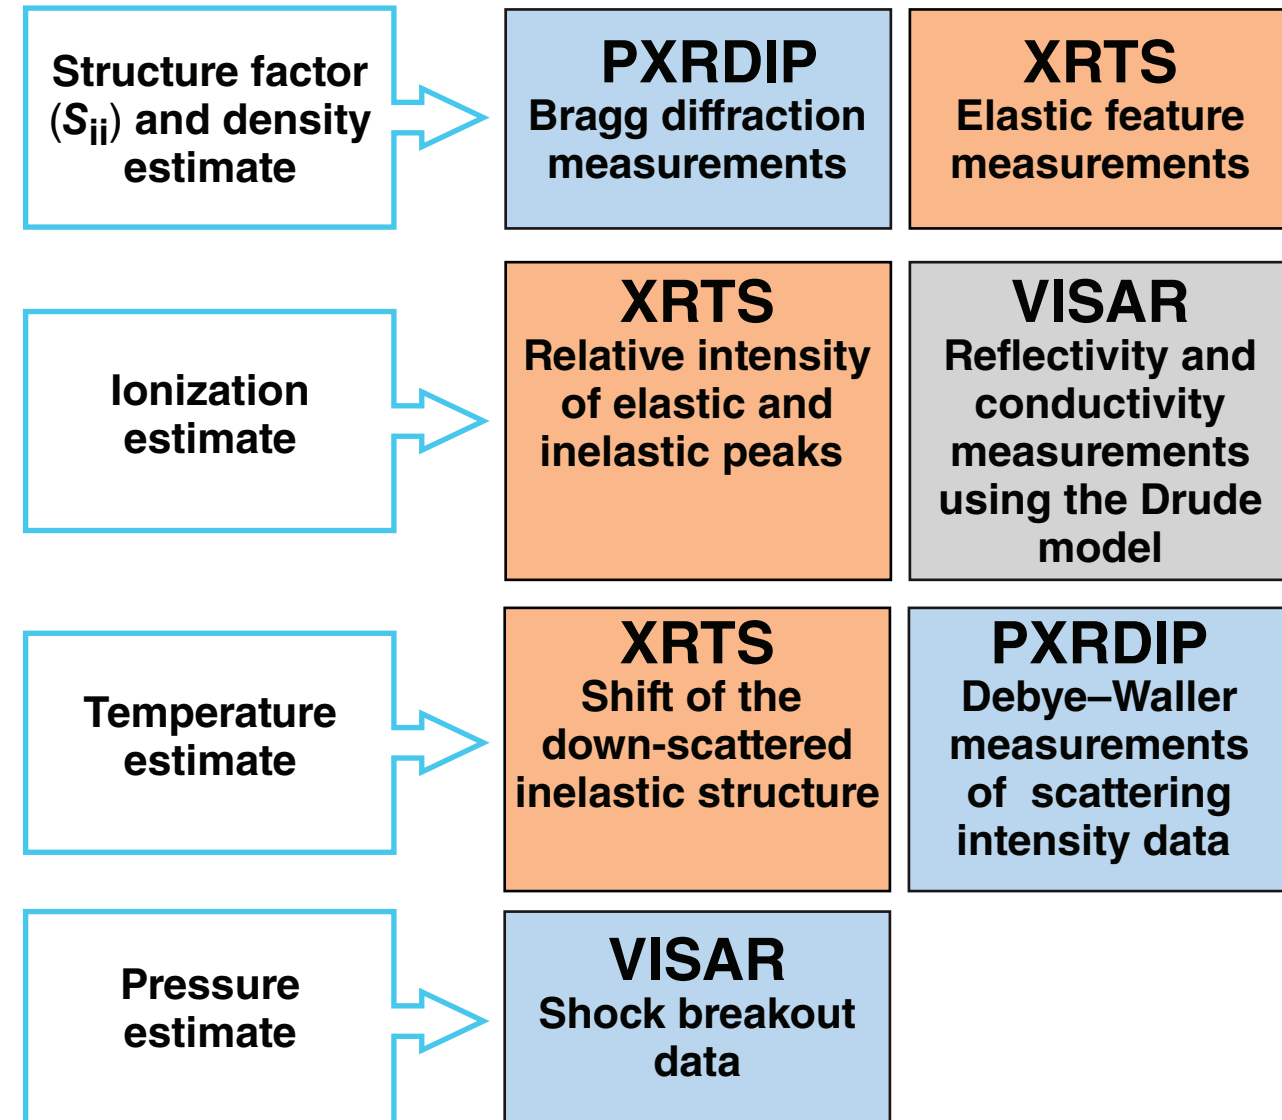 Structure factor
(Sii) and density
estimate
PXRDIP
Bragg diffraction
measurements
XRTS
Elastic feature
measurements
Ionization
estimate
XRTS
Relative intensity
of elastic and
inelastic peaks
VISAR
Reflectivity and
conductivity
measurements
using the Drude
model
Temperature
estimate
XRTS
Shift of the
down-scattered
inelastic structure
PXRDIP
Debye–Waller
measurements
of scattering
intensity data
Pressure
estimate
VISAR
Shock breakout
data